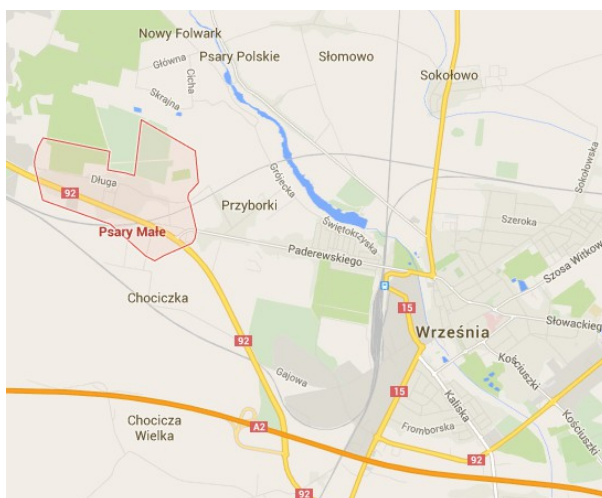 Nowy Folwark
Główna
Cicha
Psary Polskie
Słomowo
Sokołowo
Skrajna
Sokołowska
92
Długa
Grójecka
Przyborki
Szeroka
Psary Małe
Świętokrzyska
Paderewskiego
Szosa Witkow
Chociczka
15
Słowackieg
Września
92
Kościuszki
Gajowa
15
Kaliska
Kościuszki
Chocicza
Wielka
A2
Fromborska
92
92